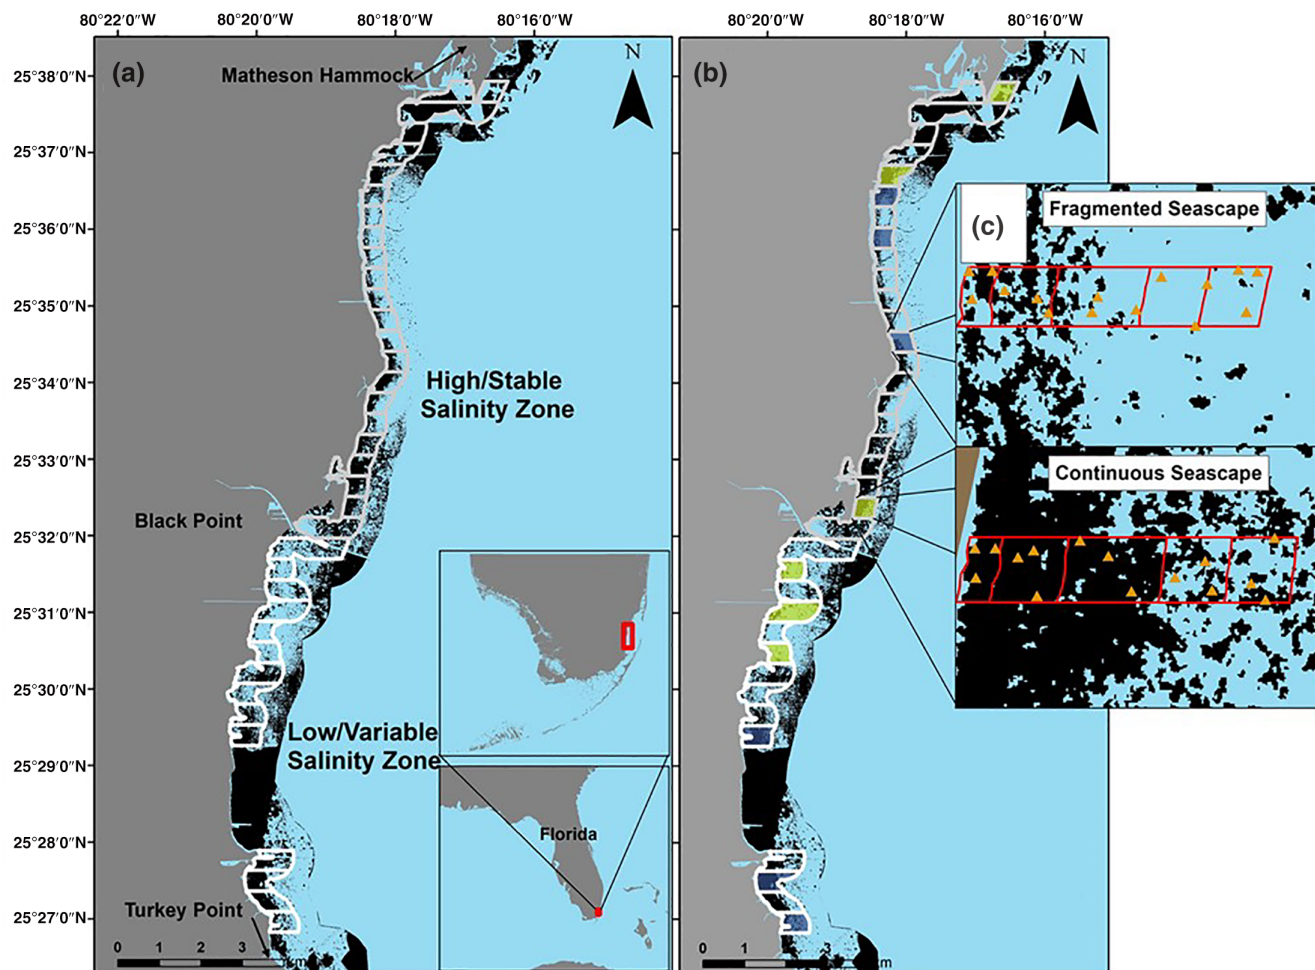 80°22′0″W 80°20′0″W 80°18′0″W 80°16′0″W
80°20′0″W 80°18′0″W 80°16′0″W
25°38′0″N
25°37′0″N
25°36′0″N
25°35′0″N
25°34′0″N
25°33′0″N
25°32′0″N
25°31′0″N
25°30′0″N
25°29′0″N
25°28′0″N
25°27′0″N
(a)
Matheson Hammock
N
High/Stable
Salinity Zone
Black Point
Low/Variable
Salinity Zone
Florida
Turkey Point
0 1 2 3 km
(b)
N
(c)
Fragmented Seascape
Continuous Seascape
0 1 2 3